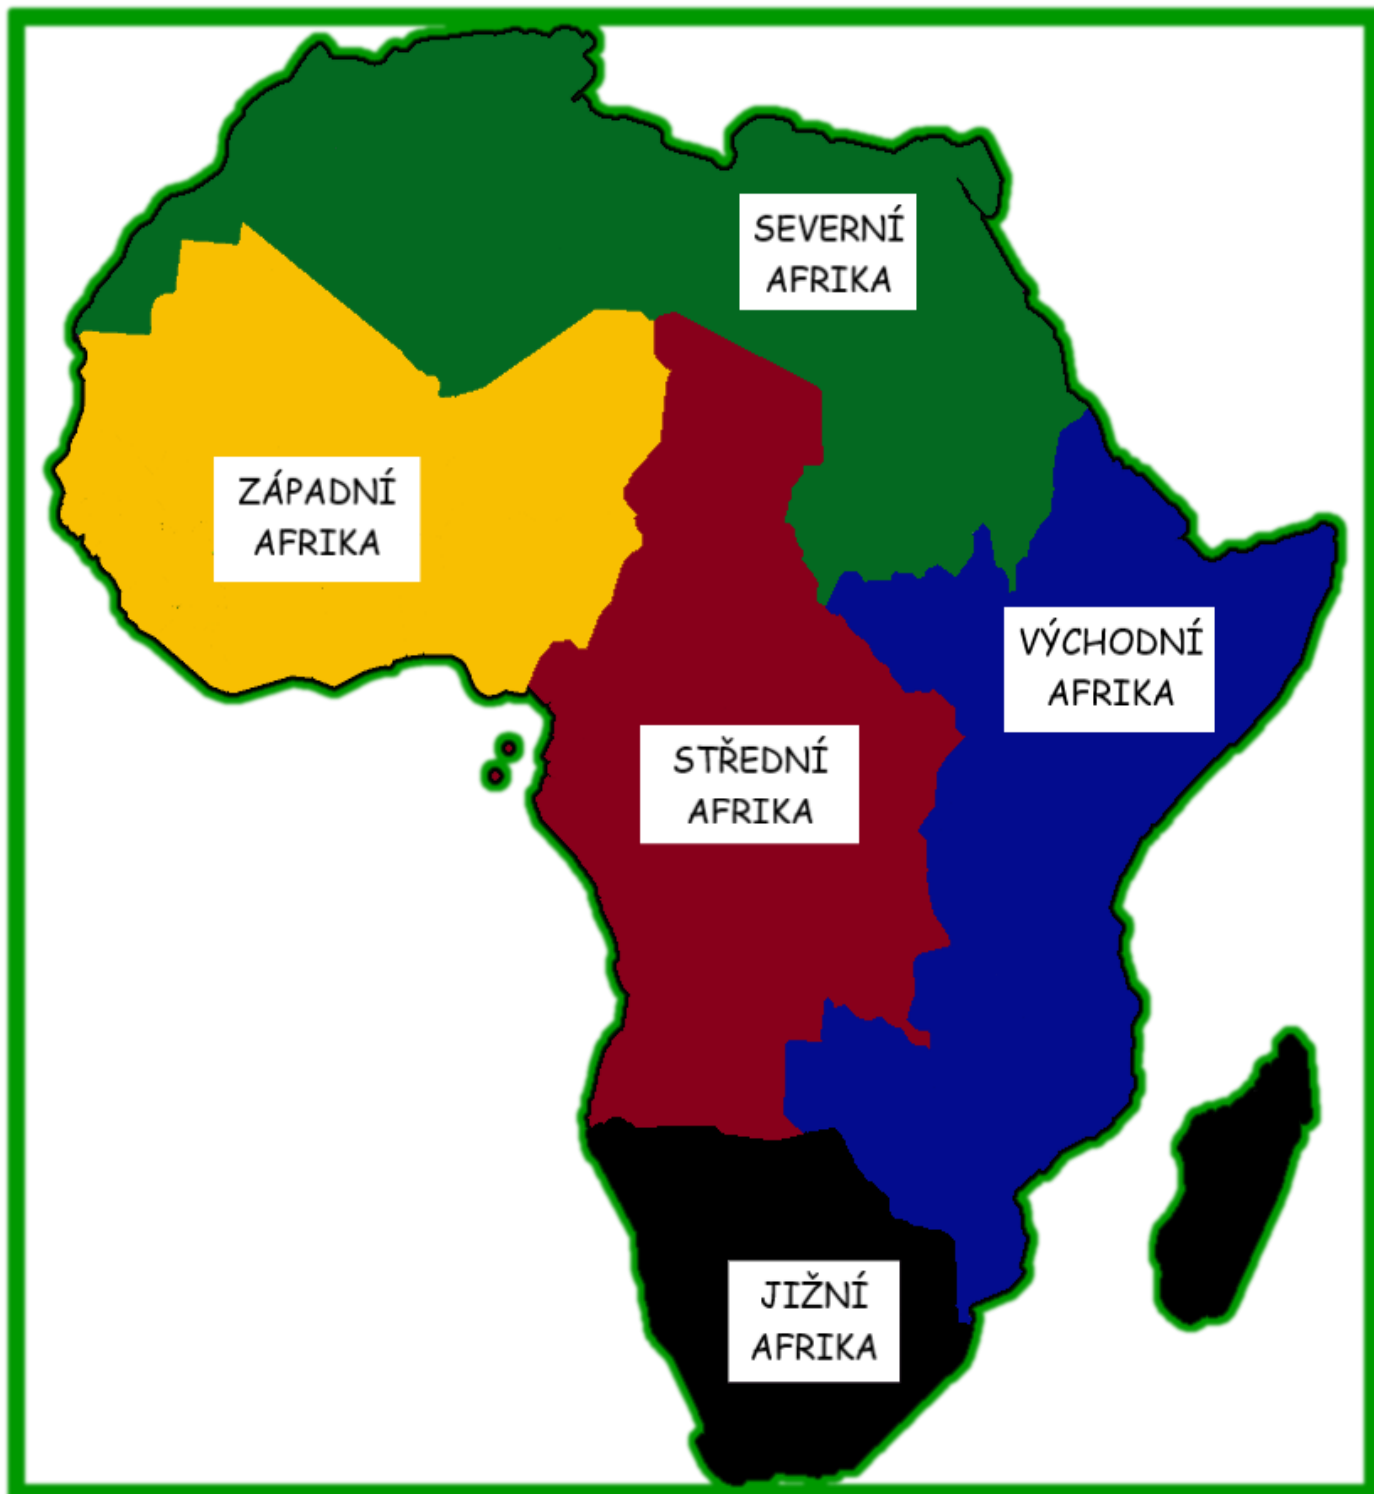 SEVERNÍ
AFRIKA
ZÁPADNÍ
AFRIKA
VÝCHODNÍ
AFRIKA
STŘEDNÍ
AFRIKA
JIŽNÍ
AFRIKA